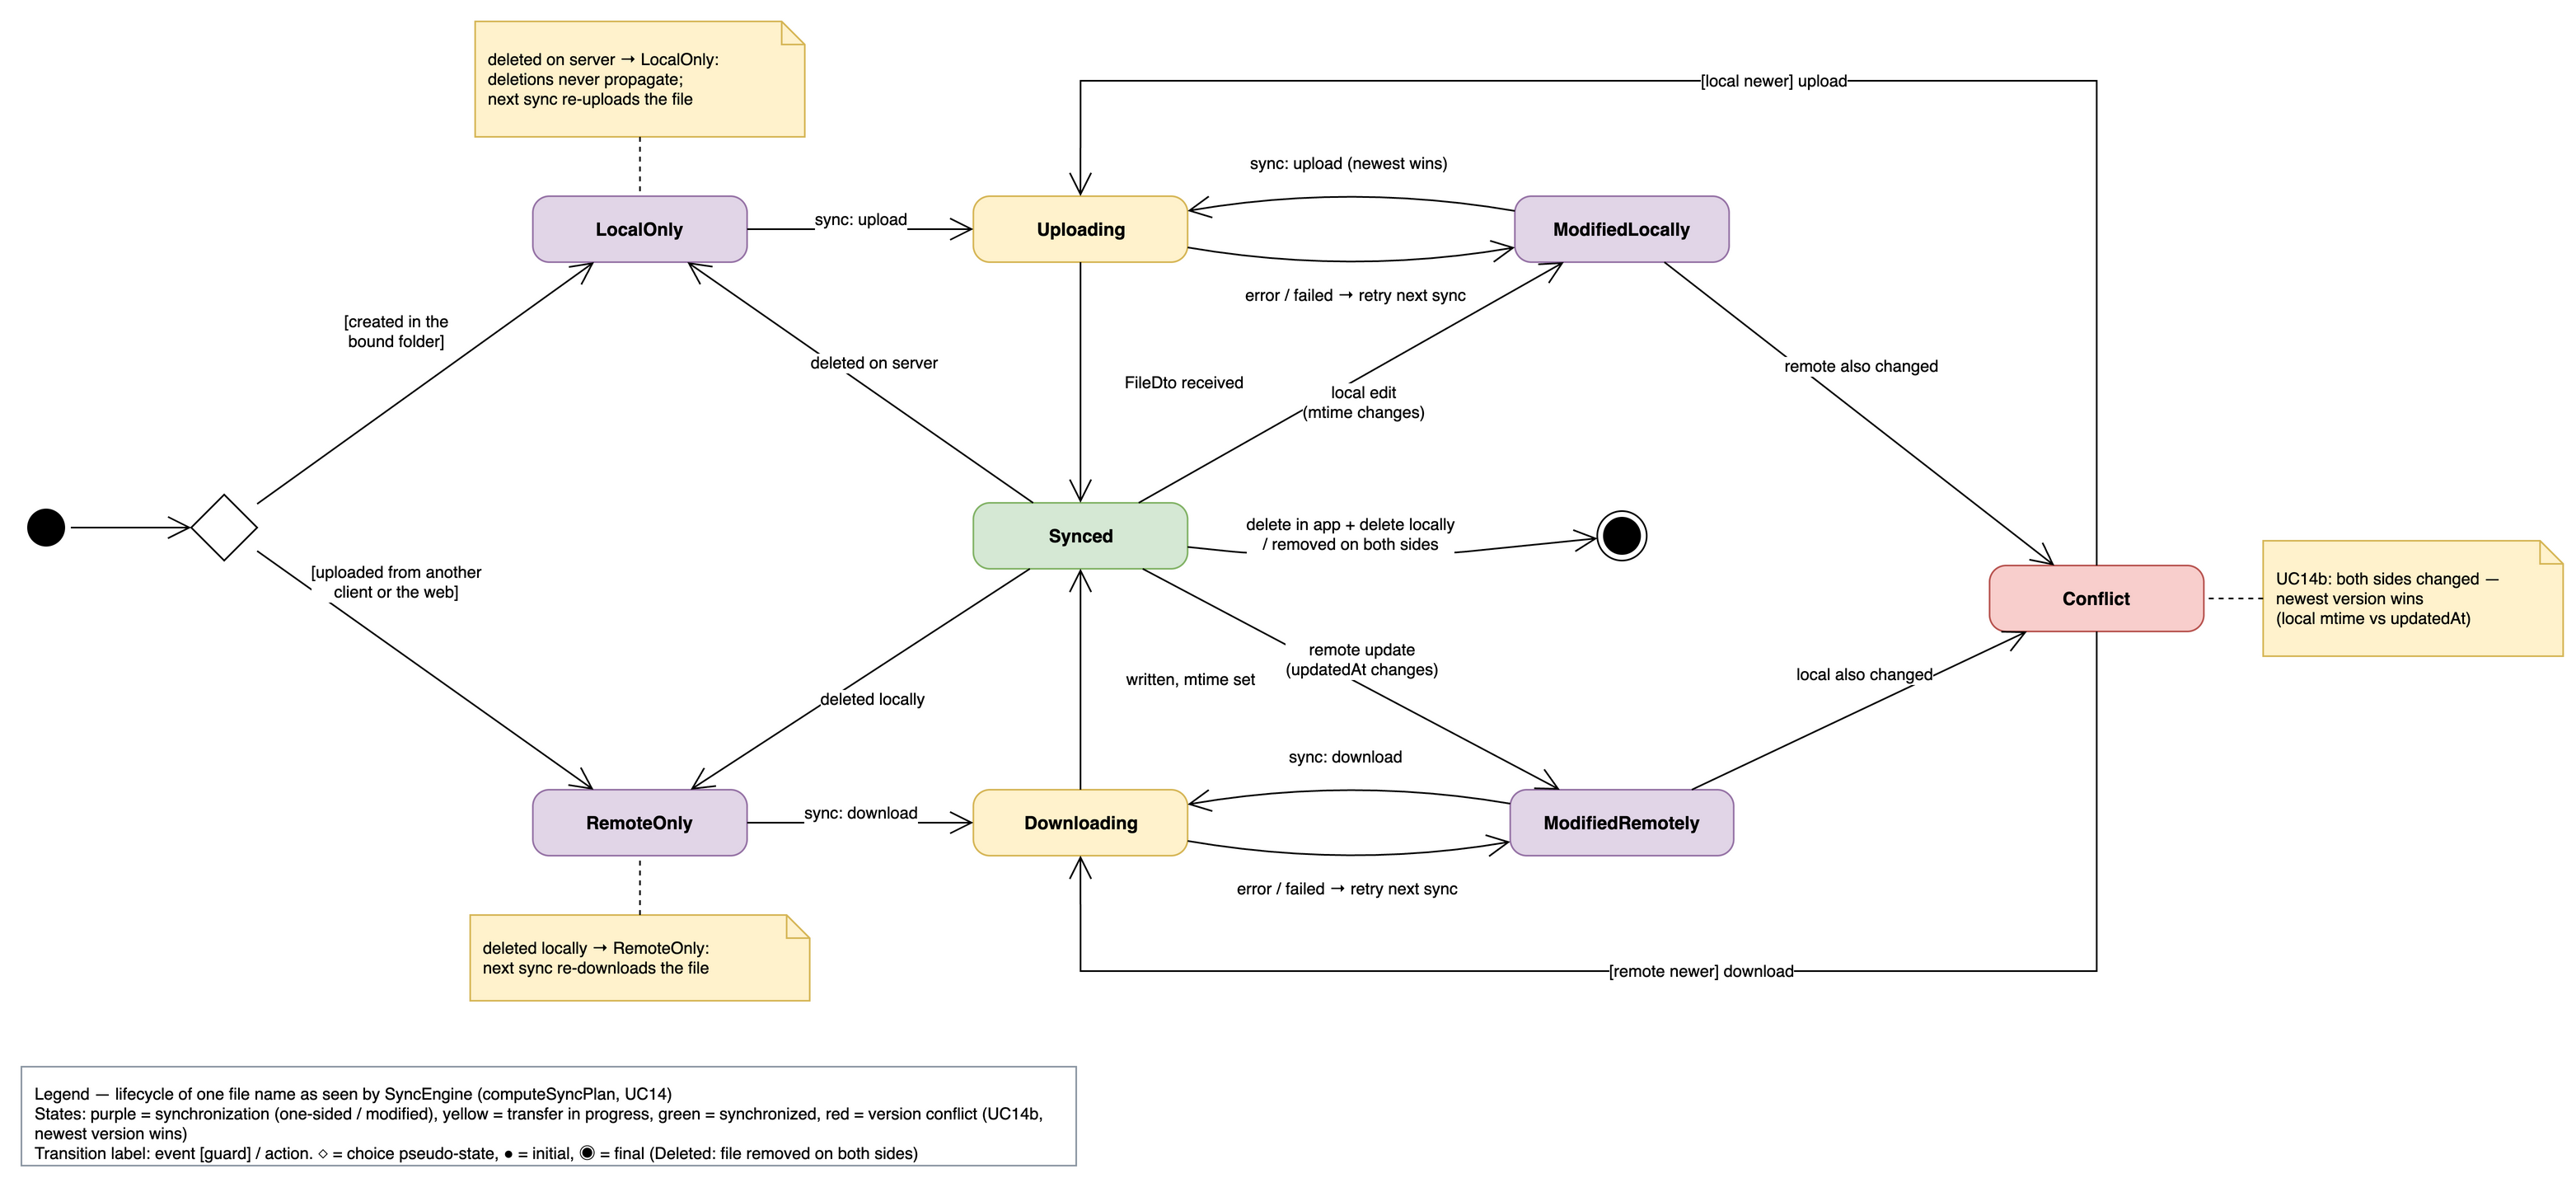 deleted on server → LocalOnly:
deletions never propagate;
next sync re-uploads the file
[local newer] upload
sync: upload (newest wins)
LocalOnly
sync: upload
Uploading
ModifiedLocally
error / failed → retry next sync
[created in the
bound folder]
deleted on server
FileDto received
local edit
(mtime changes)
remote also changed
Synced
delete in app + delete locally
/ removed on both sides
[uploaded from another
client or the web]
Conflict
UC14b: both sides changed —
newest version wins
(local mtime vs updatedAt)
remote update
(updatedAt changes)
written, mtime set
local also changed
deleted locally
sync: download
RemoteOnly
sync: download
Downloading
ModifiedRemotely
error / failed → retry next sync
deleted locally → RemoteOnly:
next sync re-downloads the file
[remote newer] download
Legend — lifecycle of one file name as seen by SyncEngine (computeSyncPlan, UC14)
States: purple = synchronization (one-sided / modified), yellow = transfer in progress, green = synchronized, red = version conflict (UC14b,
newest version wins)
Transition label: event [guard] / action. ◇ = choice pseudo-state, ● = initial, ◉ = final (Deleted: file removed on both sides)